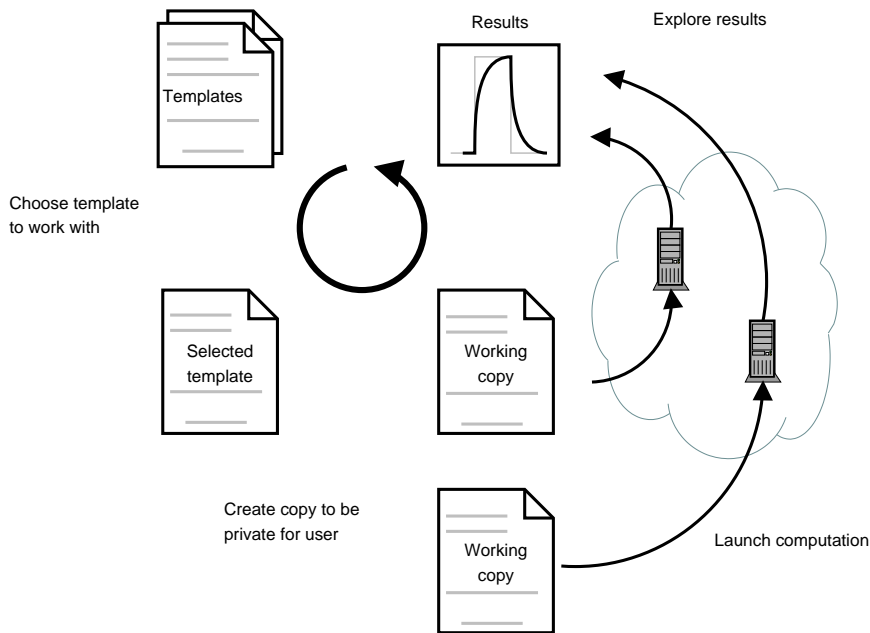 Results
Explore results
Templates
Choose template
to work with
Selected
template
Working
copy
Create copy to be
private for user
Working
copy
Launch computation